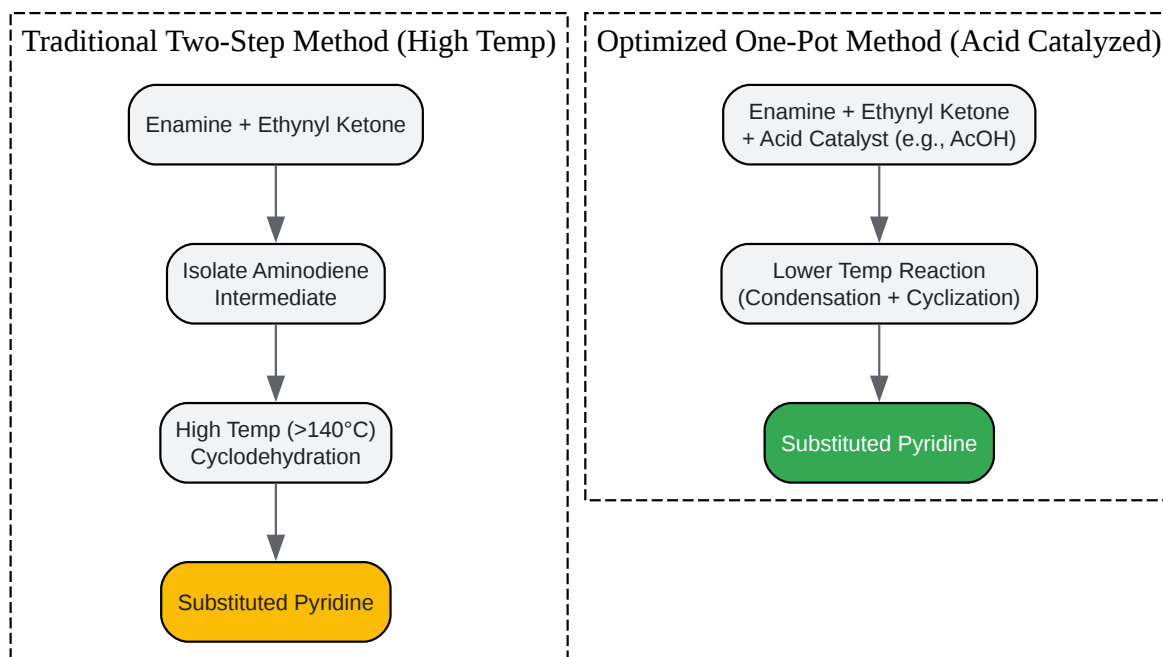 Traditional Two-Step Method (High Temp)
Enamine + Ethynyl Ketone
Isolate Aminodiene
Intermediate
High Temp (>140°C)
Cyclodehydration
Substituted Pyridine
Optimized One-Pot Method (Acid Catalyzed)
Enamine + Ethynyl Ketone
+ Acid Catalyst (e.g., AcOH)
Lower Temp Reaction
(Condensation + Cyclization)
Substituted Pyridine